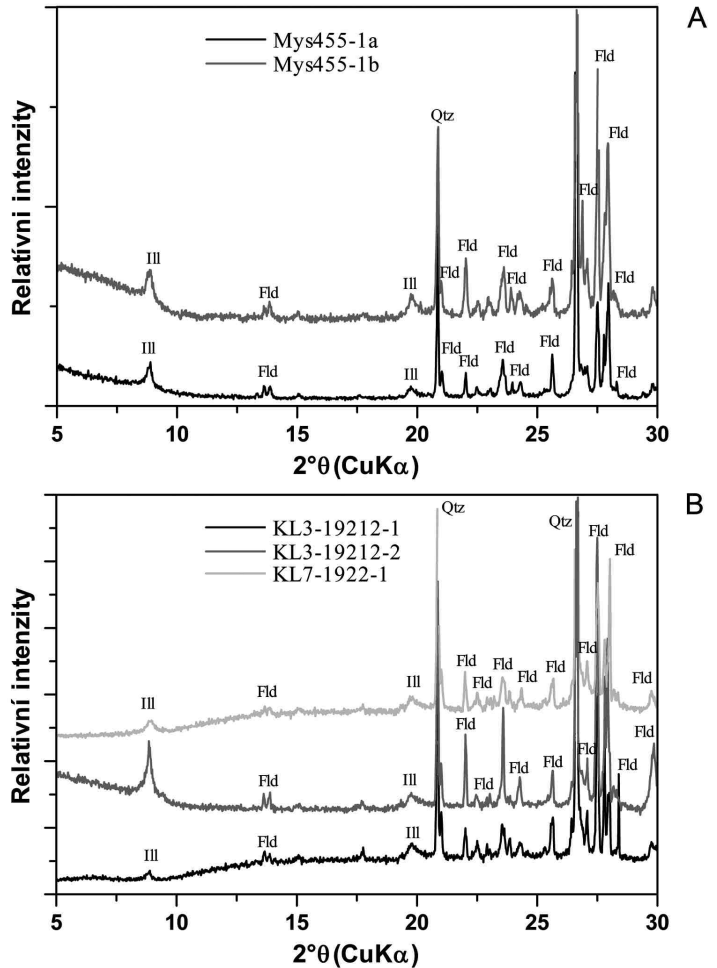 A
Mys455-1a
Mys455-1b
Relatívni intenzity
Fld
Qtz
Fld
Fld
Ill
Fld
Ill
Fld
Fld
Fld
Fld
Fld
Fld
Ill
Fld
Ill
Fld
Fld
Fld
Fld
Fld
5 10 15 20 25 30
2°θ(CuKα)
B
KL3-19212-1
KL3-19212-2
KL7-1922-1
Relatívni intenzity
Qtz
Qtz
Fld
Fld
Ill
Fld
Ill
Fld
Fld
Fld
Fld
Fld
Fld
Fld
Ill
Fld
Ill
Fld
Fld
Fld
Fld
Fld
Fld
Fld
Ill
Fld
Ill
5 10 15 20 25 30
2°θ(CuKα)